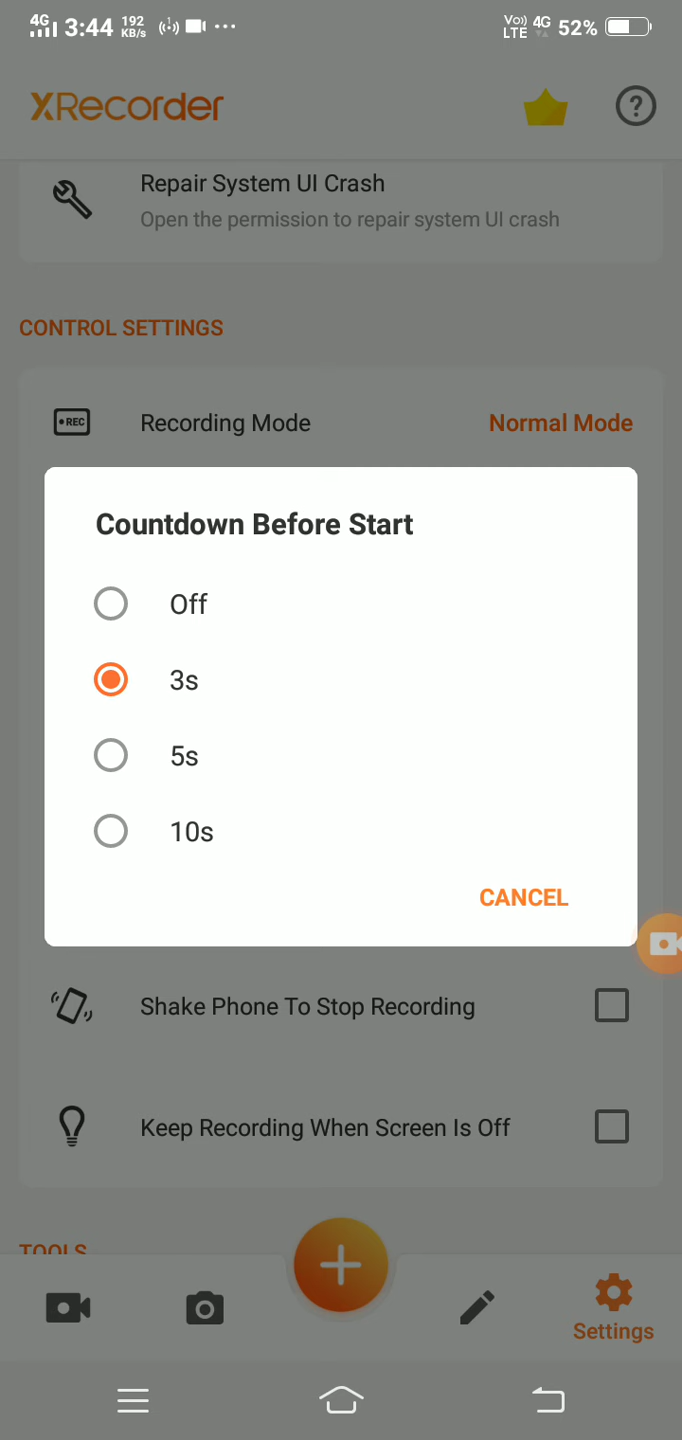 4G 3:44 192 KB/s ... Vo)) LTE 4G 52%
XRecorder ?
Repair System UI Crash
Open the permission to repair system UI crash
CONTROL SETTINGS
REC Recording Mode Normal Mode
Countdown Before Start
Off
3s
5s
10s
CANCEL
Shake Phone To Stop Recording
Keep Recording When Screen Is Off
TOOLS
Settings